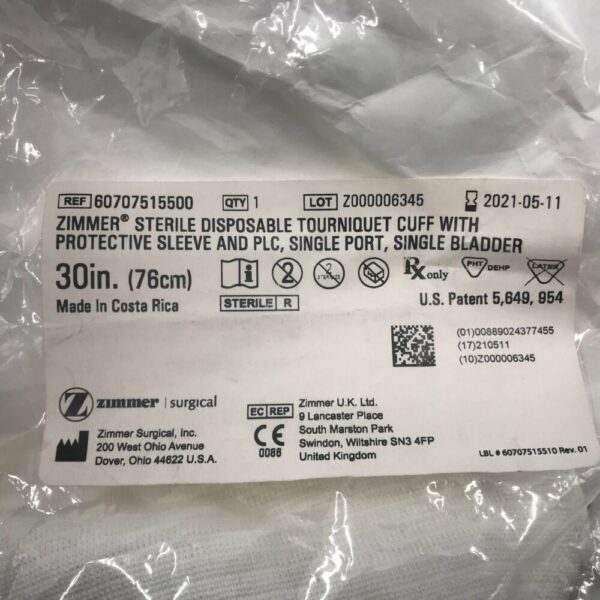 REF 60707515500 QTY 1 LOT Z000006345 2021-05-11
ZIMMER® STERILE DISPOSABLE TOURNIQUET CUFF WITH
PROTECTIVE SLEEVE AND PLC, SINGLE PORT, SINGLE BLADDER
30in. (76cm) i 2 2 STERILIZE Rx only PHT DEHP LATEX
Made In Costa Rica STERILE R U.S. Patent 5,649, 954
(01)00889024377455
(17)210511
(10)Z000006345
Z zimmer | surgical
Zimmer Surgical, Inc.
200 West Ohio Avenue
Dover, Ohio 44622 U.S.A.
EC REP Zimmer U.K. Ltd.
9 Lancaster Place
CE South Marston Park
0086 Swindon, Wiltshire SN3 4FP
United Kingdom
LBL # 60707515510 Rev. 01